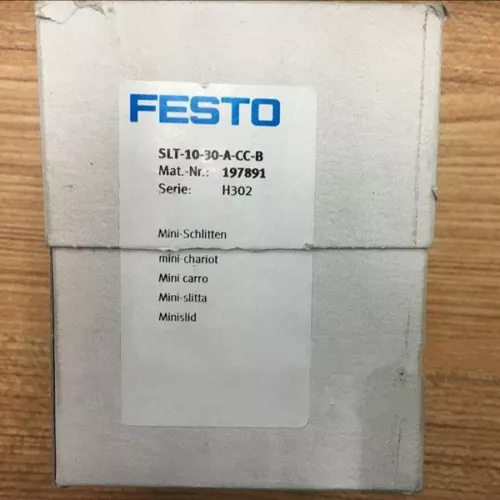 FESTO
SLT-10-30-A-CC-B
Mat.-Nr.: 197891
Serie: H302
Mini-Schlitten
mini-chariot
Mini carro
Mini-slitta
Minislid